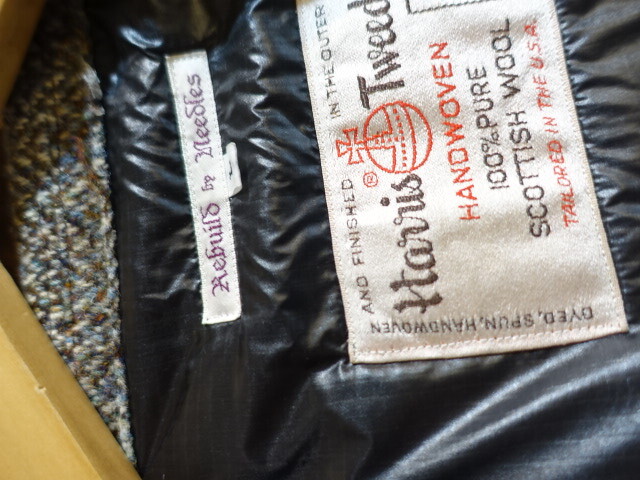 Rebuild by Needles
DYED, SPUN, HANDWOVEN
AND FINISHED
IN THE OUTER
Harris ® Tweed
HANDWOVEN
100% PURE
SCOTTISH WOOL
TAILORED IN THE U.S.A.